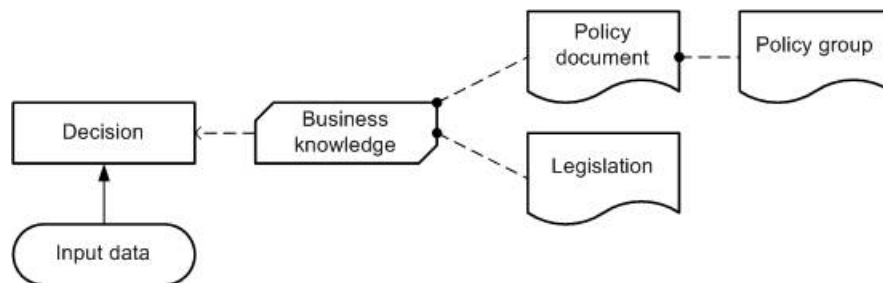 Policy
document
Policy group
Decision
Business
knowledge
Legislation
Input data